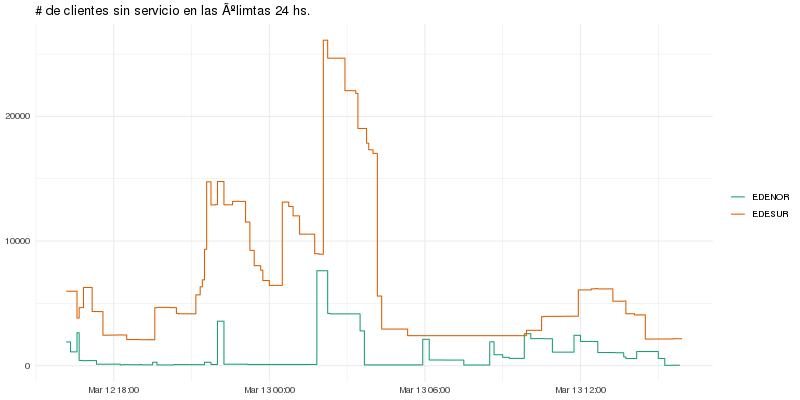 # de clientes sin servicio en las Ãºlimtas 24 hs.
20000
10000
0
Mar 12 18:00
Mar 13 00:00
Mar 13 06:00
Mar 13 12:00
EDENOR
EDESUR